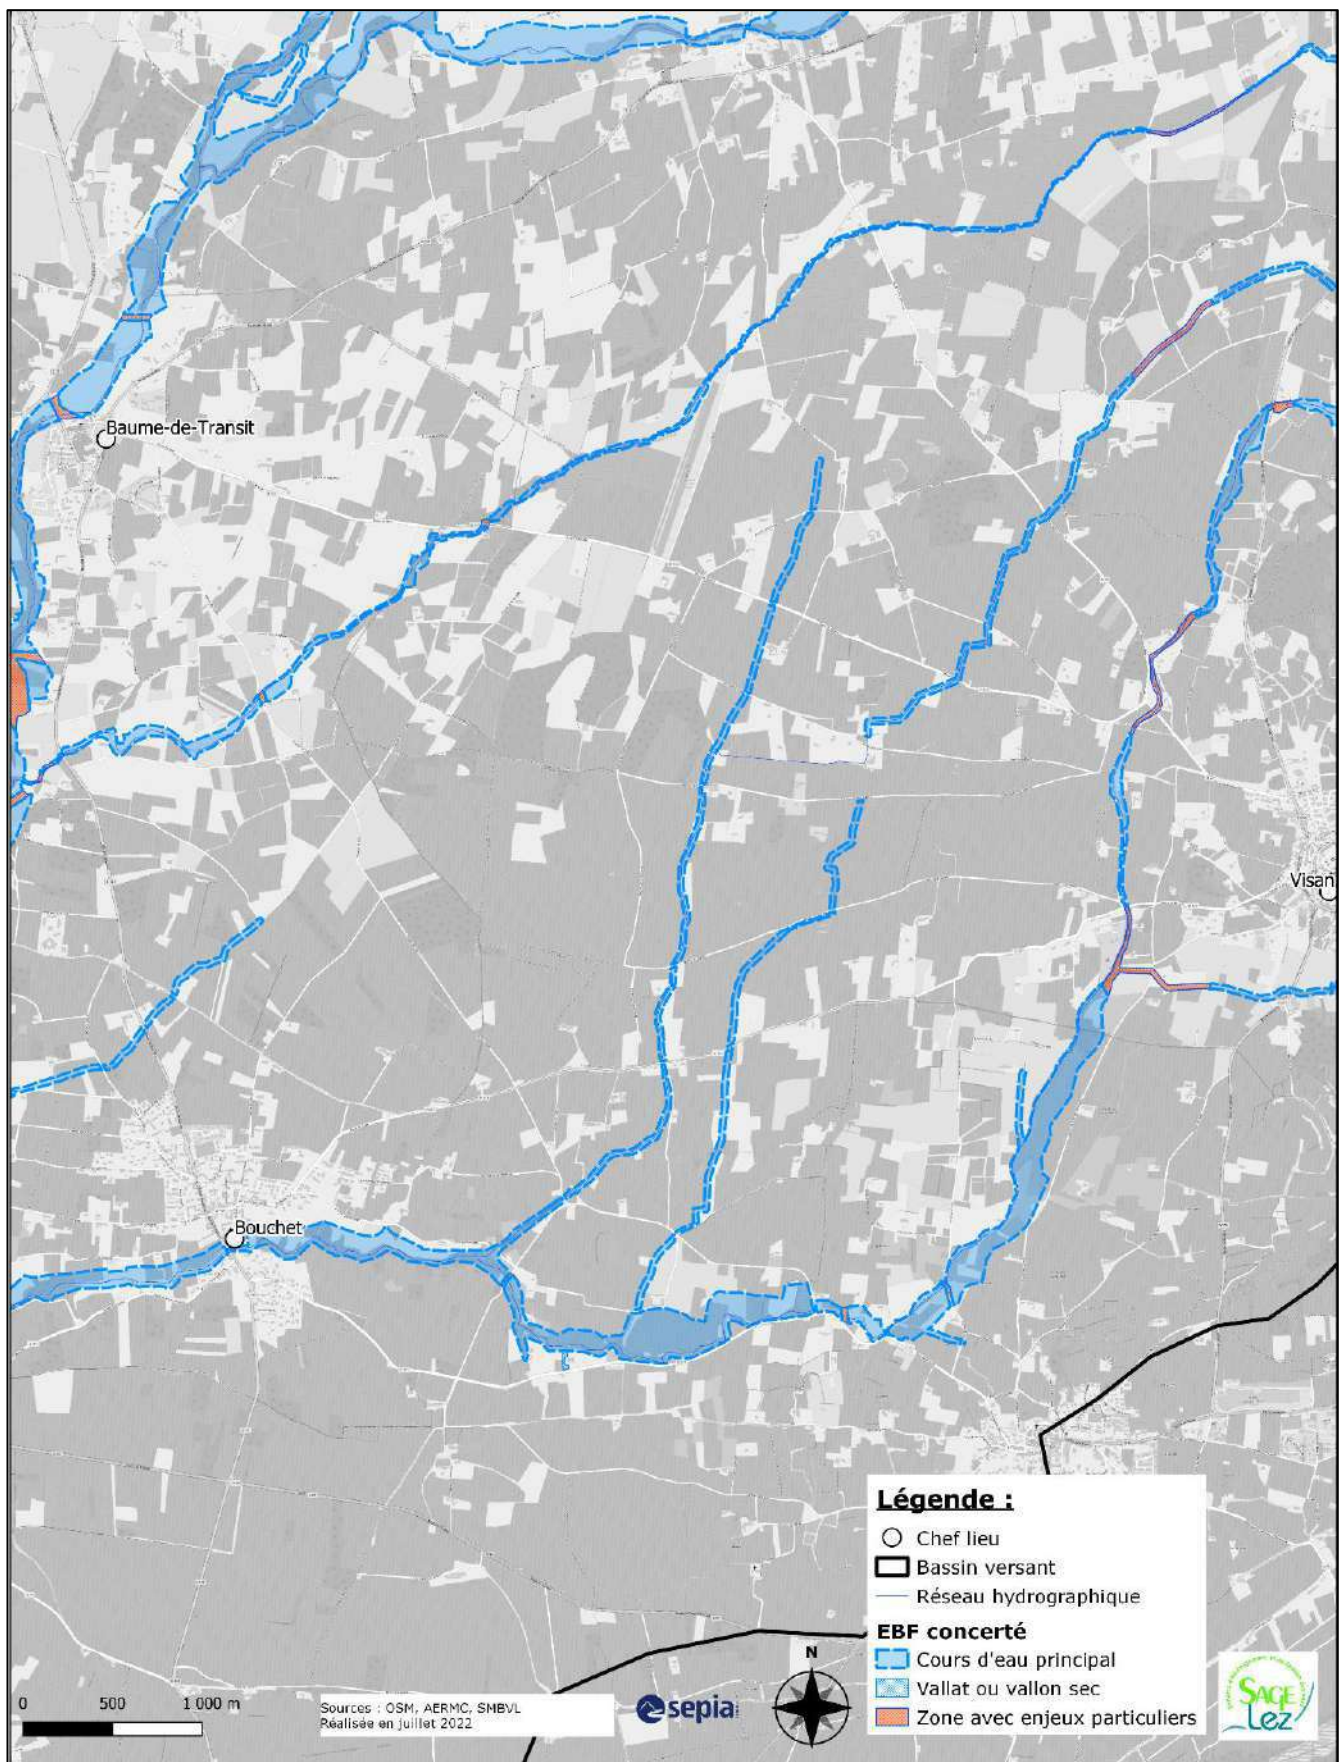 Baume-de-Transit
Visan
Bouchet
Légende :
Chef lieu
Bassin versant
Réseau hydrographique
EBF concerté
Cours d'eau principal
Vallat ou vallon sec
Zone avec enjeux particuliers
N
0 500 1 000 m
Sources : OSM, AERMC, SMBVL
Réalisée en juillet 2022
sepia
SAGE
Lez